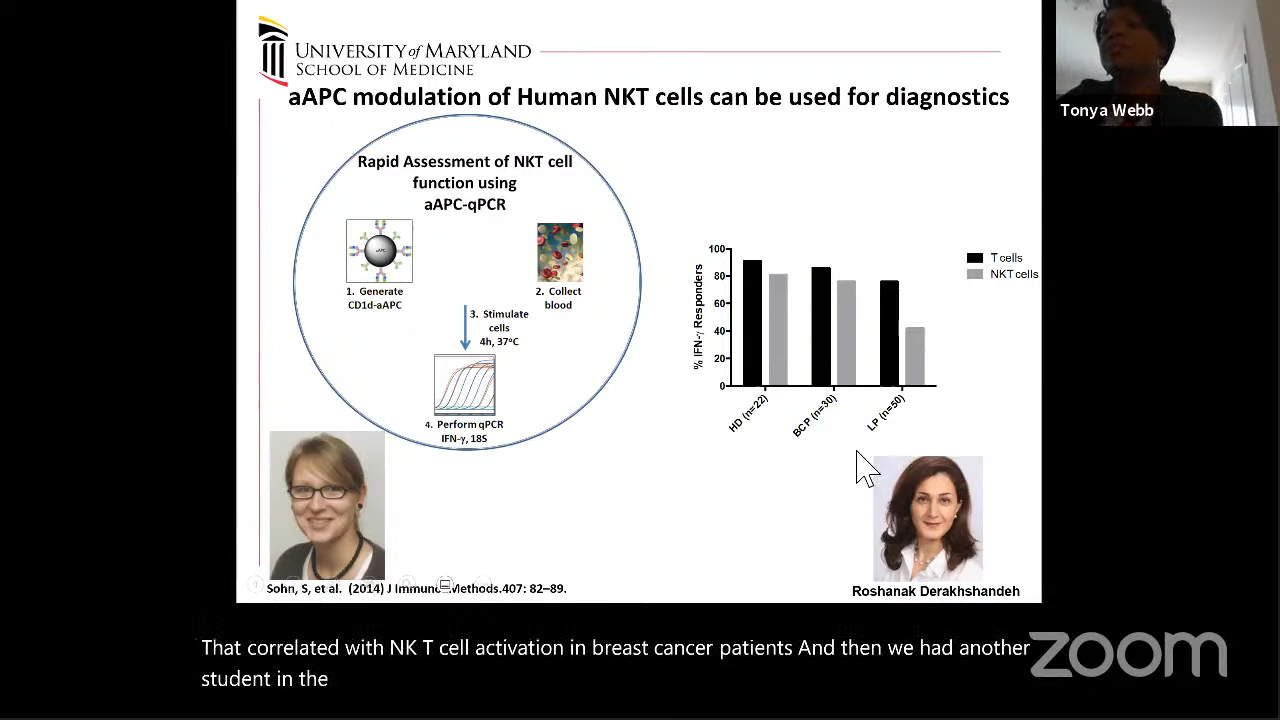 UNIVERSITY of MARYLAND
SCHOOL OF MEDICINE
aAPC modulation of Human NKT cells can be used for diagnostics
Tonya Webb
Rapid Assessment of NKT cell
function using
aAPC-qPCR
aAPC
1. Generate
CD1d-aAPC
2. Collect
blood
3. Stimulate
cells
4h, 37°C
4. Perform qPCR
IFN-γ, 18S
% IFN-γ Responders
100
80
60
40
20
0
HD (n=22)
BCP (n=30)
LP (n=50)
T cells
NKT cells
Sohn, S, et al. (2014) J Immuno Methods.407: 82–89.
Roshanak Derakhshandeh
That correlated with NK T cell activation in breast cancer patients And then we had another
student in the
zoom